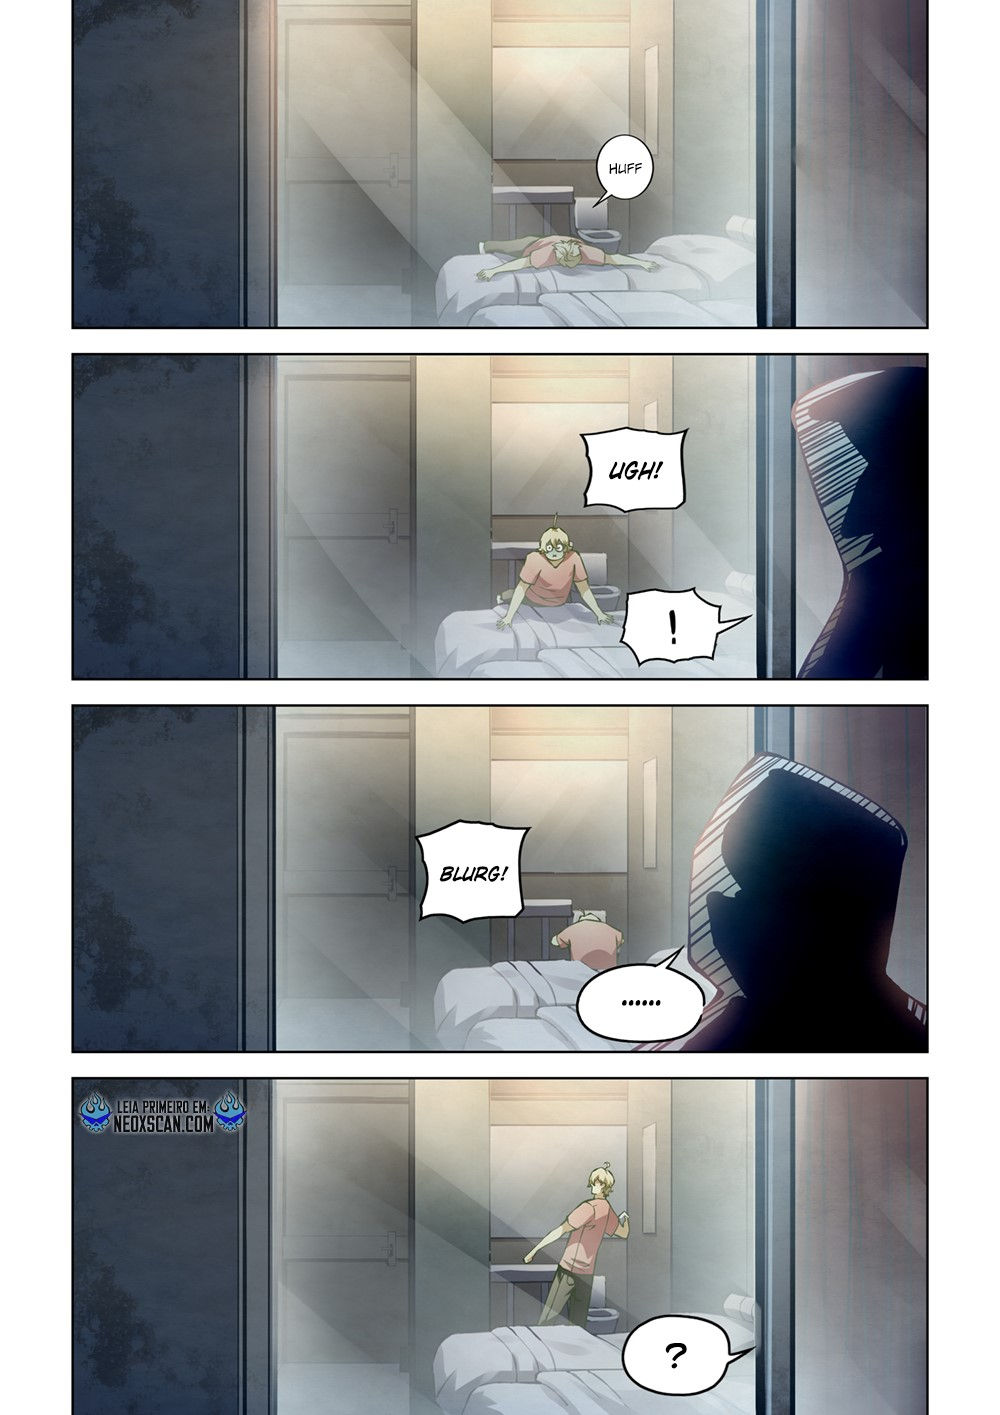 HUFF
UGH!
!
BLURG!
......
LEIA PRIMEIRO EM:
NEOXSCAN.COM
?